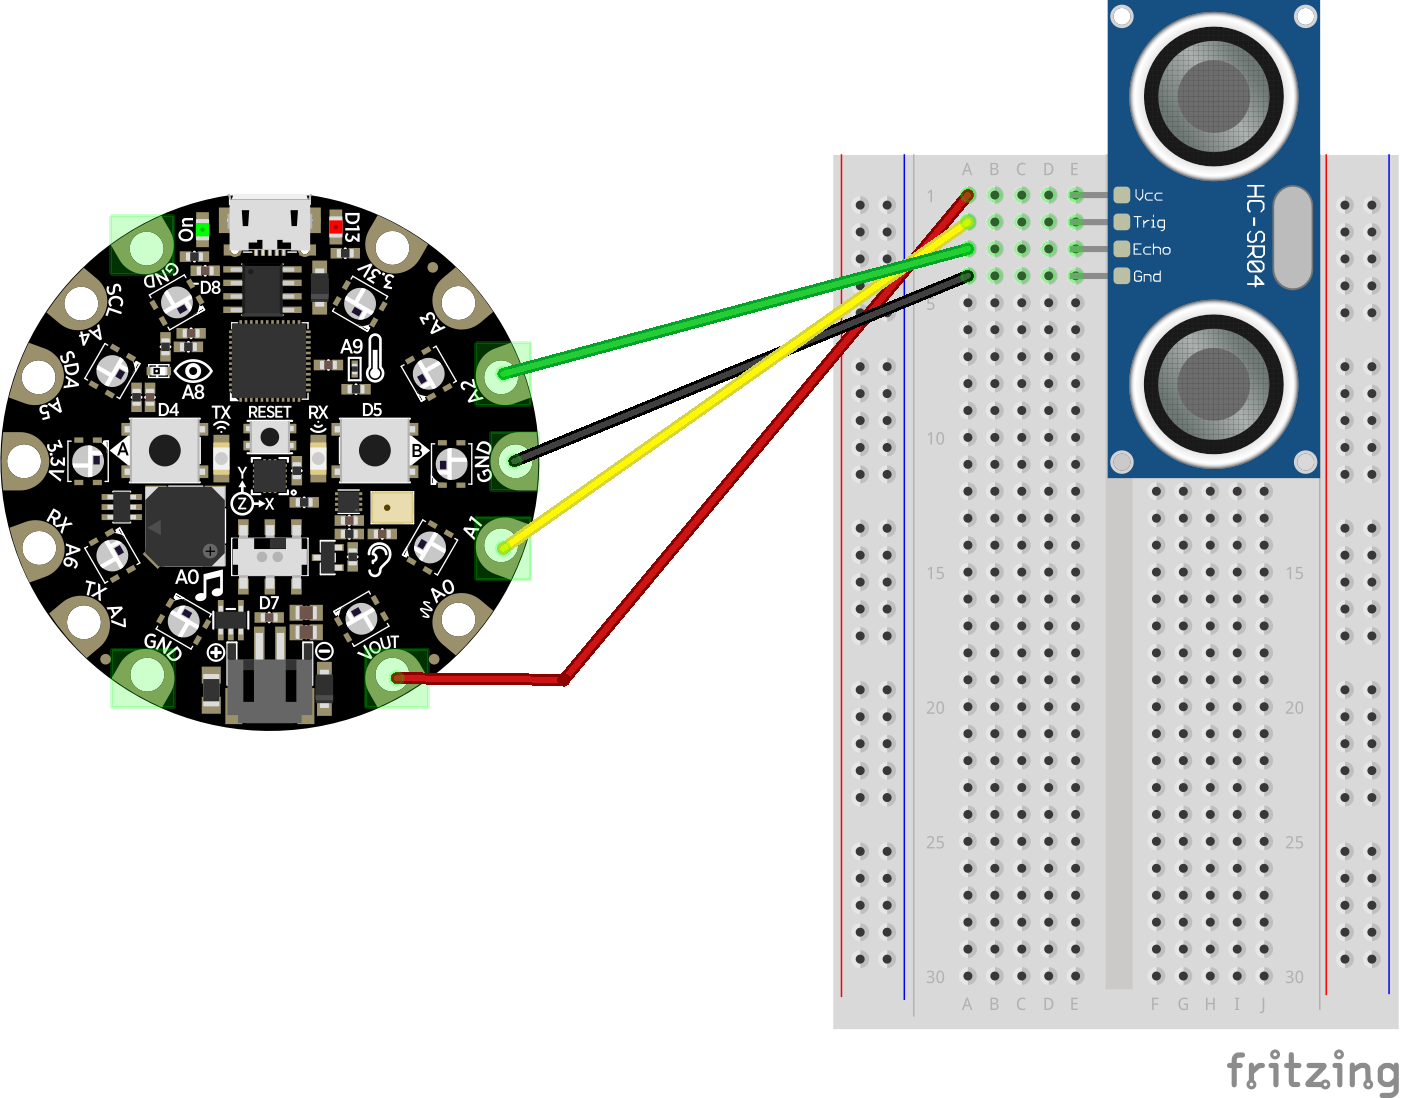 On
D13
GND
D8
3.3V
SCL
A4
A3
SDA
A5
A8
A9
A2
D4
TX
RESET
RX
D5
3.3V
A
B
GND
Y
Z
X
RX
A6
A1
A0
TX
A7
D7
A0
GND
VOUT
+
-
A B C D E
1
5
10
15 15
20 20
25 25
30 30
A B C D E F G H I J
Vcc
Trig
Echo
Gnd
HC-SR04
fritzing